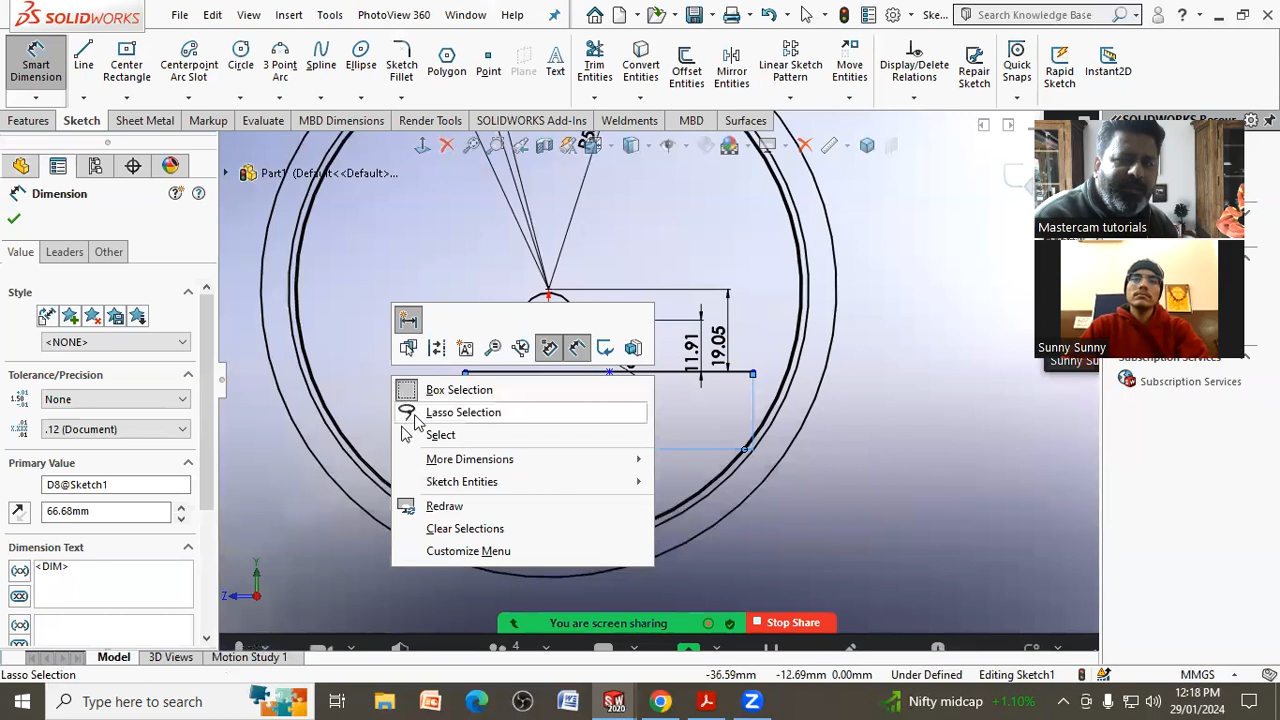 SOLIDWORKS File Edit View Insert Tools PhotoView 360 Window Help Ske... Search Knowledge Base ?
Smart Dimension Line Center Rectangle Centerpoint Arc Slot Circle 3 Point Arc Spline Ellipse Sketch Fillet Polygon Point Plane Text Trim Entities Convert Entities Offset Entities Mirror Entities Linear Sketch Pattern Move Entities Display/Delete Relations Repair Sketch Quick Snaps Rapid Sketch Instant2D
Features Sketch Sheet Metal Markup Evaluate MBD Dimensions Render Tools SOLIDWORKS Add-Ins Weldments MBD Surfaces
Part1 (Default<<Default>...
Dimension
Value Leaders Other
Style
<NONE>
Tolerance/Precision
None
.12 (Document)
Primary Value
D8@Sketch1
66.68mm
Dimension Text
<DIM>
11.91
19.05
Box Selection
Lasso Selection
Select
More Dimensions
Sketch Entities
Redraw
Clear Selections
Customize Menu
Mastercam tutorials
Sunny Sunny
Sunny Sunny
Subscription Services
You are screen sharing Stop Share
4
Y
Z
Model 3D Views Motion Study 1
Lasso Selection -36.59mm -12.69mm 0.00mm Under Defined Editing Sketch1 MMGS
Type here to search SW 2020 Nifty midcap +1.10% 12:18 PM
29/01/2024